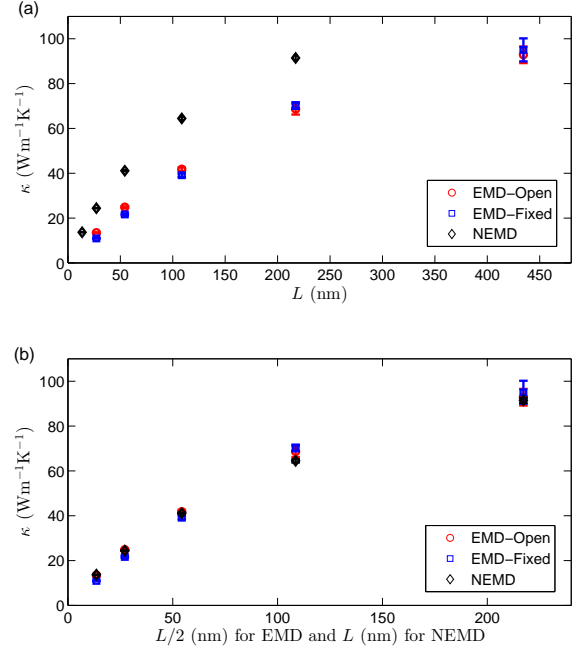 (a)
100
80
60
40
20
0
κ (Wm⁻¹K⁻¹)
EMD−Open
EMD−Fixed
NEMD
0 50 100 150 200 250 300 350 400 450
L (nm)
(b)
100
80
60
40
20
0
κ (Wm⁻¹K⁻¹)
EMD−Open
EMD−Fixed
NEMD
0 50 100 150 200
L/2 (nm) for EMD and L (nm) for NEMD